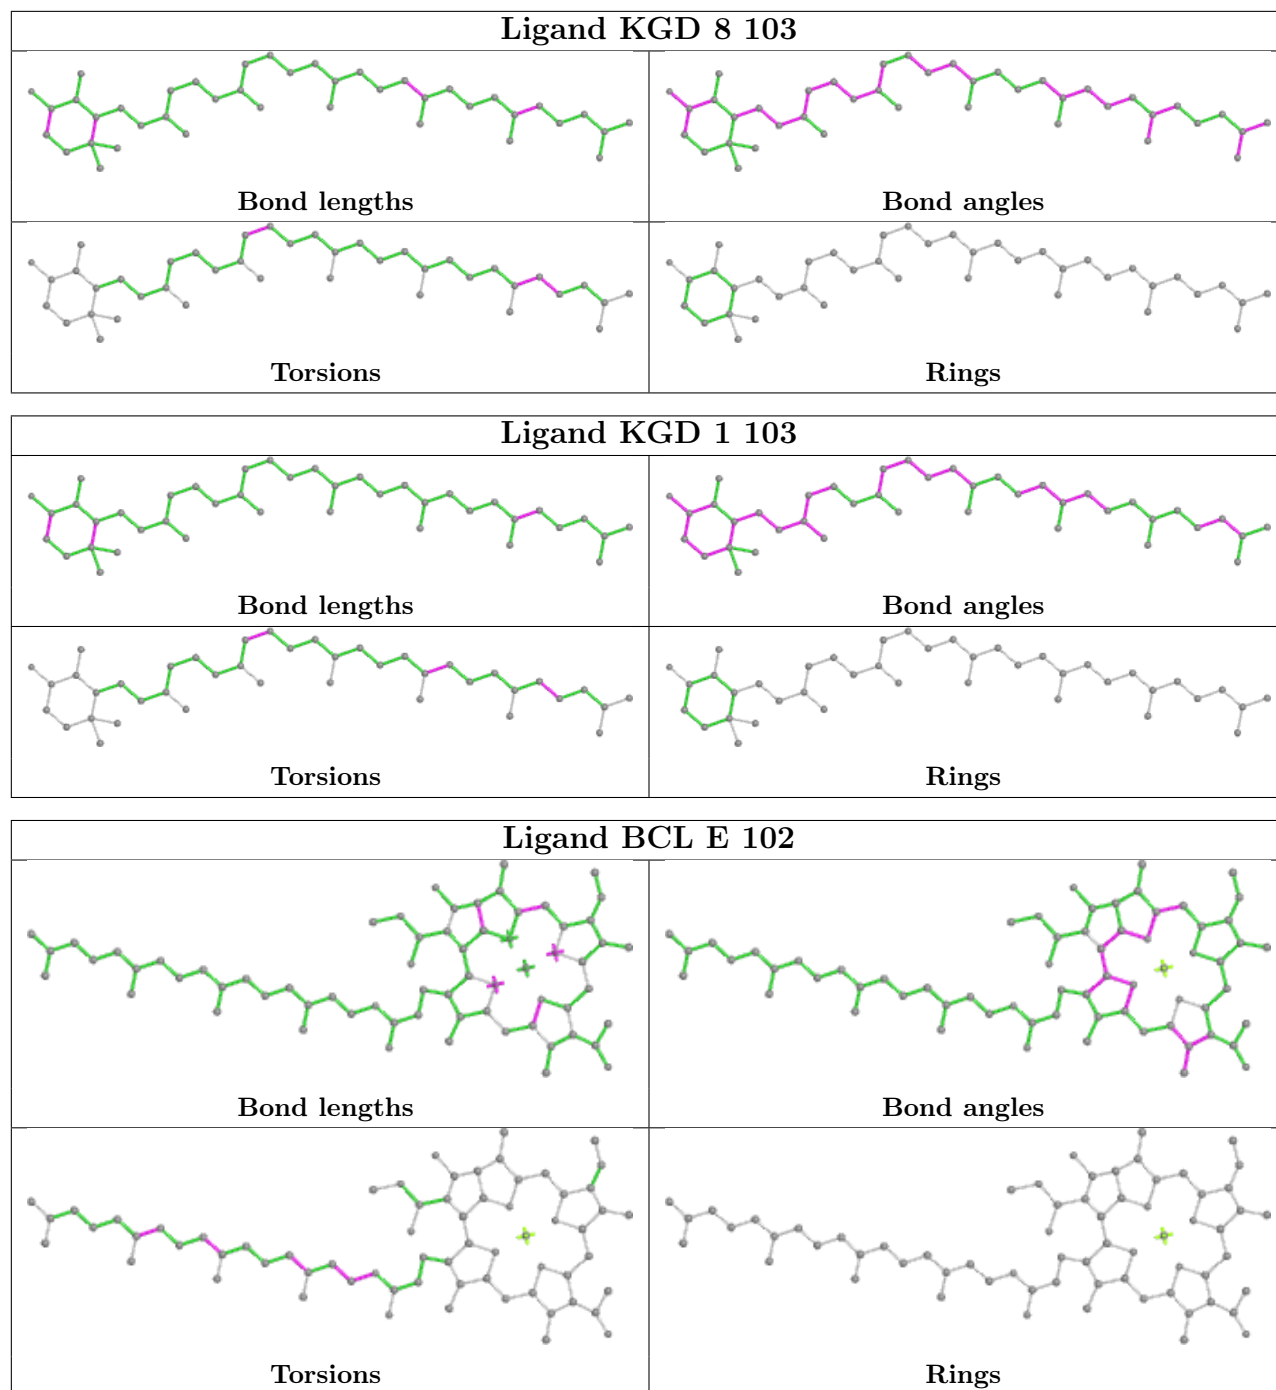 Ligand KGD 8 103
Bond lengths
Bond angles
Torsions
Rings
Ligand KGD 1 103
Bond lengths
Bond angles
Torsions
Rings
Ligand BCL E 102
Bond lengths
Bond angles
Torsions
Rings